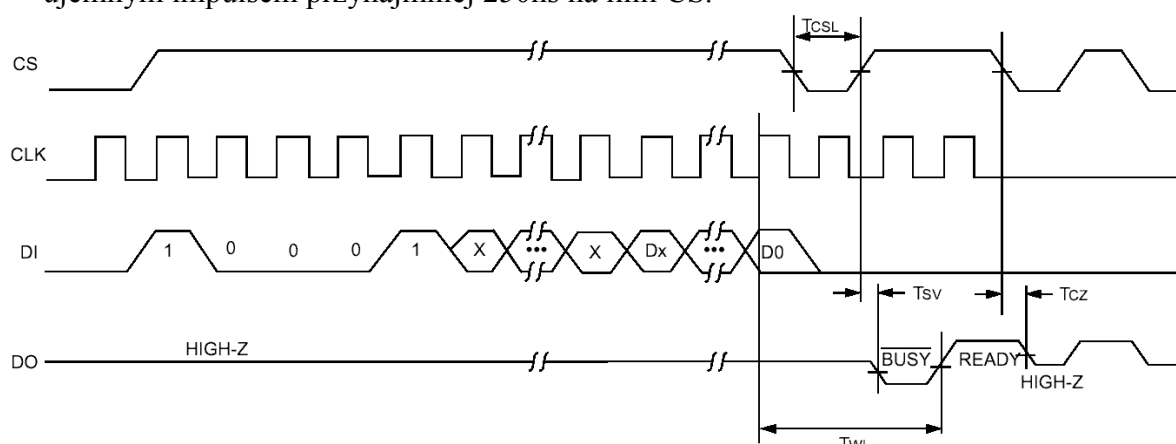 ujemnym impulsem przynajmniej 250ns na linii CS.
TCSL
CS
CLK
DI 1 0 0 0 1 X ••• X Dx ••• D0
TSV TCZ
HIGH-Z
DO BUSY READY
HIGH-Z
TWL